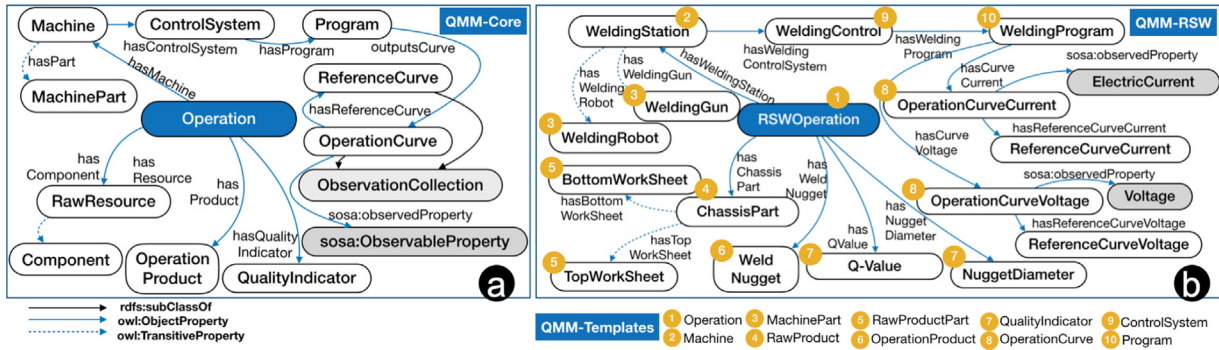 Machine
ControlSystem
Program
QMM-Core
hasControlSystem
hasProgram
outputsCurve
hasPart
hasMachine
ReferenceCurve
MachinePart
hasReferenceCurve
Operation
OperationCurve
has
Component
has
Resource
has
Product
ObservationCollection
RawResource
sosa:observedProperty
hasQuality
Indicator
sosa:ObservableProperty
Component
Operation
Product
QualityIndicator
a
rdfs:subClassOf
owl:ObjectProperty
owl:TransitiveProperty
2
9
10
QMM-RSW
WeldingStation
WeldingControl
WeldingProgram
hasWelding
ControlSystem
hasWelding
Program
sosa:observedProperty
has
Welding
Robot
has
WeldingGun
hasWeldingStation
hasCurve
Current
ElectricCurrent
3
WeldingGun
1
8
OperationCurveCurrent
RSWOperation
hasReferenceCurveCurrent
3
WeldingRobot
ReferenceCurveCurrent
hasCurve
Voltage
5
BottomWorkSheet
has
Chassis
Part
has
Weld
Nugget
sosa:observedProperty
Voltage
4
ChassisPart
hasBottom
WorkSheet
8
OperationCurveVoltage
has
Nugget
Diameter
hasReferenceCurveVoltage
has
QValue
hasTop
WorkSheet
ReferenceCurveVoltage
5
TopWorkSheet
6
Weld
Nugget
7
Q-Value
7
NuggetDiameter
b
QMM-Templates
1 Operation
3 MachinePart
5 RawProductPart
7 QualityIndicator
9 ControlSystem
2 Machine
4 RawProduct
6 OperationProduct
8 OperationCurve
10 Program